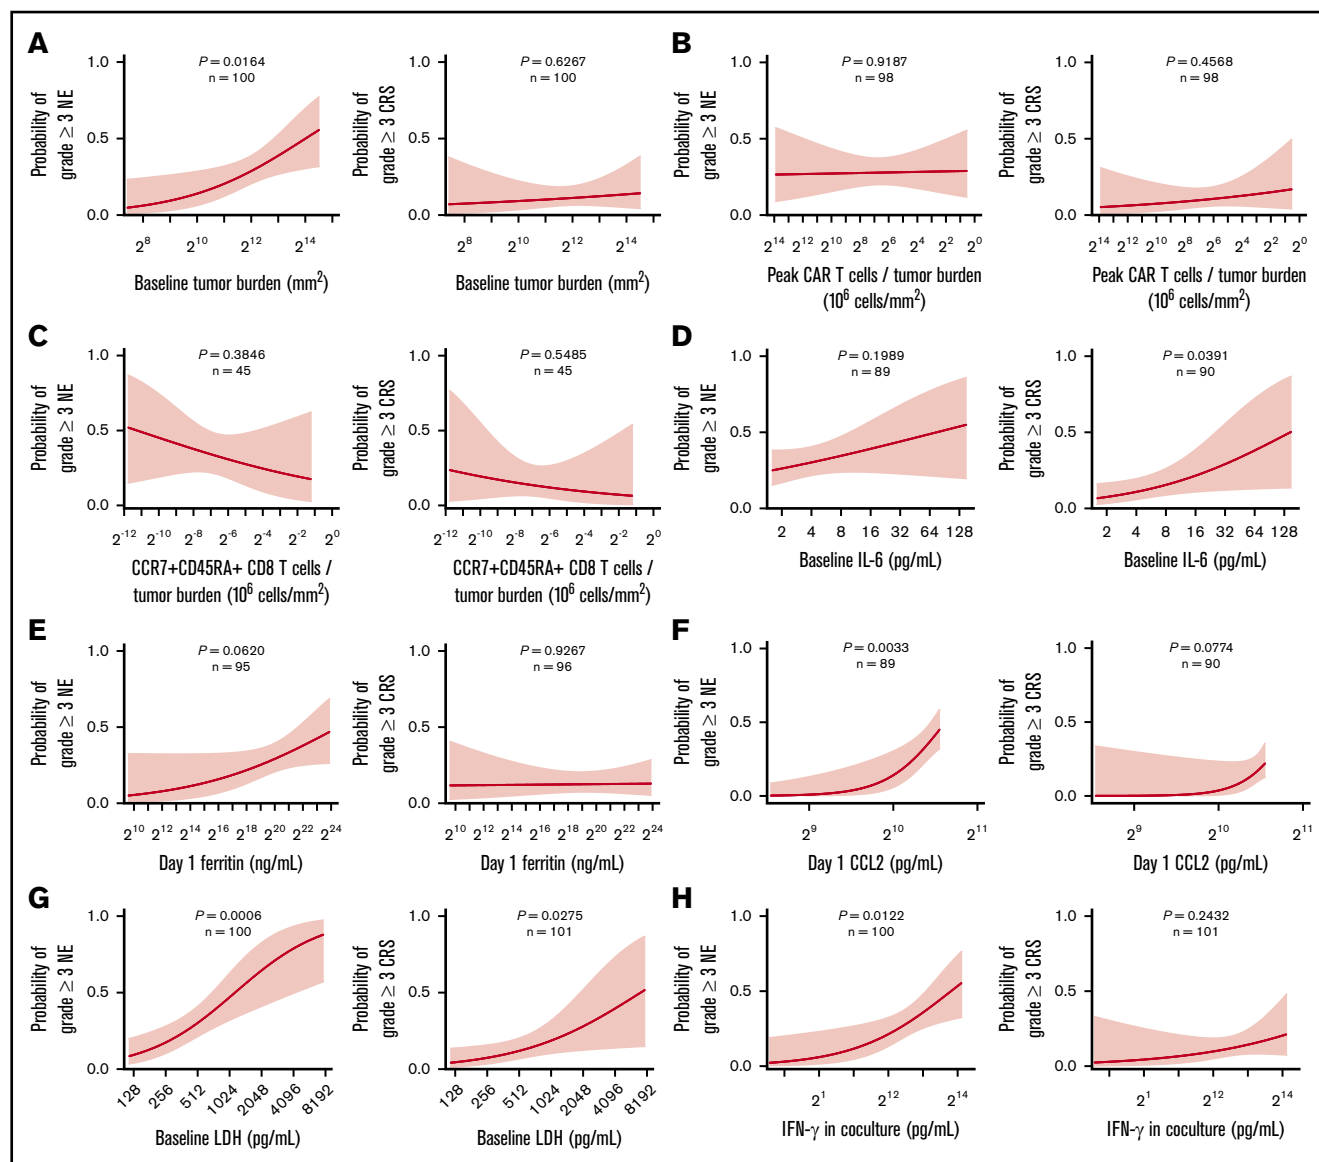 A
Probability of
grade ≥ 3 NE
1.0
0.5
0.0
P = 0.0164
n = 100
2^8
2^10
2^12
2^14
Baseline tumor burden (mm^2)
Probability of
grade ≥ 3 CRS
1.0
0.5
0.0
P = 0.6267
n = 100
2^8
2^10
2^12
2^14
Baseline tumor burden (mm^2)
B
Probability of
grade ≥ 3 NE
1.0
0.5
0.0
P = 0.9187
n = 98
2^14
2^12
2^10
2^8
2^6
2^4
2^2
2^0
Peak CAR T cells / tumor burden
(10^6 cells/mm^2)
Probability of
grade ≥ 3 CRS
1.0
0.5
0.0
P = 0.4568
n = 98
2^14
2^12
2^10
2^8
2^6
2^4
2^2
2^0
Peak CAR T cells / tumor burden
(10^6 cells/mm^2)
C
Probability of
grade ≥ 3 NE
1.0
0.5
0.0
P = 0.3846
n = 45
2^-12
2^-10
2^-8
2^-6
2^-4
2^-2
2^0
CCR7+CD45RA+ CD8 T cells /
tumor burden (10^6 cells/mm^2)
Probability of
grade ≥ 3 CRS
1.0
0.5
0.0
P = 0.5485
n = 45
2^-12
2^-10
2^-8
2^-6
2^-4
2^-2
2^0
CCR7+CD45RA+ CD8 T cells /
tumor burden (10^6 cells/mm^2)
D
Probability of
grade ≥ 3 NE
1.0
0.5
0.0
P = 0.1989
n = 89
2
4
8
16
32
64
128
Baseline IL-6 (pg/mL)
Probability of
grade ≥ 3 CRS
1.0
0.5
0.0
P = 0.0391
n = 90
2
4
8
16
32
64
128
Baseline IL-6 (pg/mL)
E
Probability of
grade ≥ 3 NE
1.0
0.5
0.0
P = 0.0620
n = 95
2^10
2^12
2^14
2^16
2^18
2^20
2^22
2^24
Day 1 ferritin (ng/mL)
Probability of
grade ≥ 3 CRS
1.0
0.5
0.0
P = 0.9267
n = 96
2^10
2^12
2^14
2^16
2^18
2^20
2^22
2^24
Day 1 ferritin (ng/mL)
F
Probability of
grade ≥ 3 NE
1.0
0.5
0.0
P = 0.0033
n = 89
2^9
2^10
2^11
Day 1 CCL2 (pg/mL)
Probability of
grade ≥ 3 CRS
1.0
0.5
0.0
P = 0.0774
n = 90
2^9
2^10
2^11
Day 1 CCL2 (pg/mL)
G
Probability of
grade ≥ 3 NE
1.0
0.5
0.0
P = 0.0006
n = 100
128
256
512
1024
2048
4096
8192
Baseline LDH (pg/mL)
Probability of
grade ≥ 3 CRS
1.0
0.5
0.0
P = 0.0275
n = 101
128
256
512
1024
2048
4096
8192
Baseline LDH (pg/mL)
H
Probability of
grade ≥ 3 NE
1.0
0.5
0.0
P = 0.0122
n = 100
2^1
2^12
2^14
IFN-γ in coculture (pg/mL)
Probability of
grade ≥ 3 CRS
1.0
0.5
0.0
P = 0.2432
n = 101
2^1
2^12
2^14
IFN-γ in coculture (pg/mL)